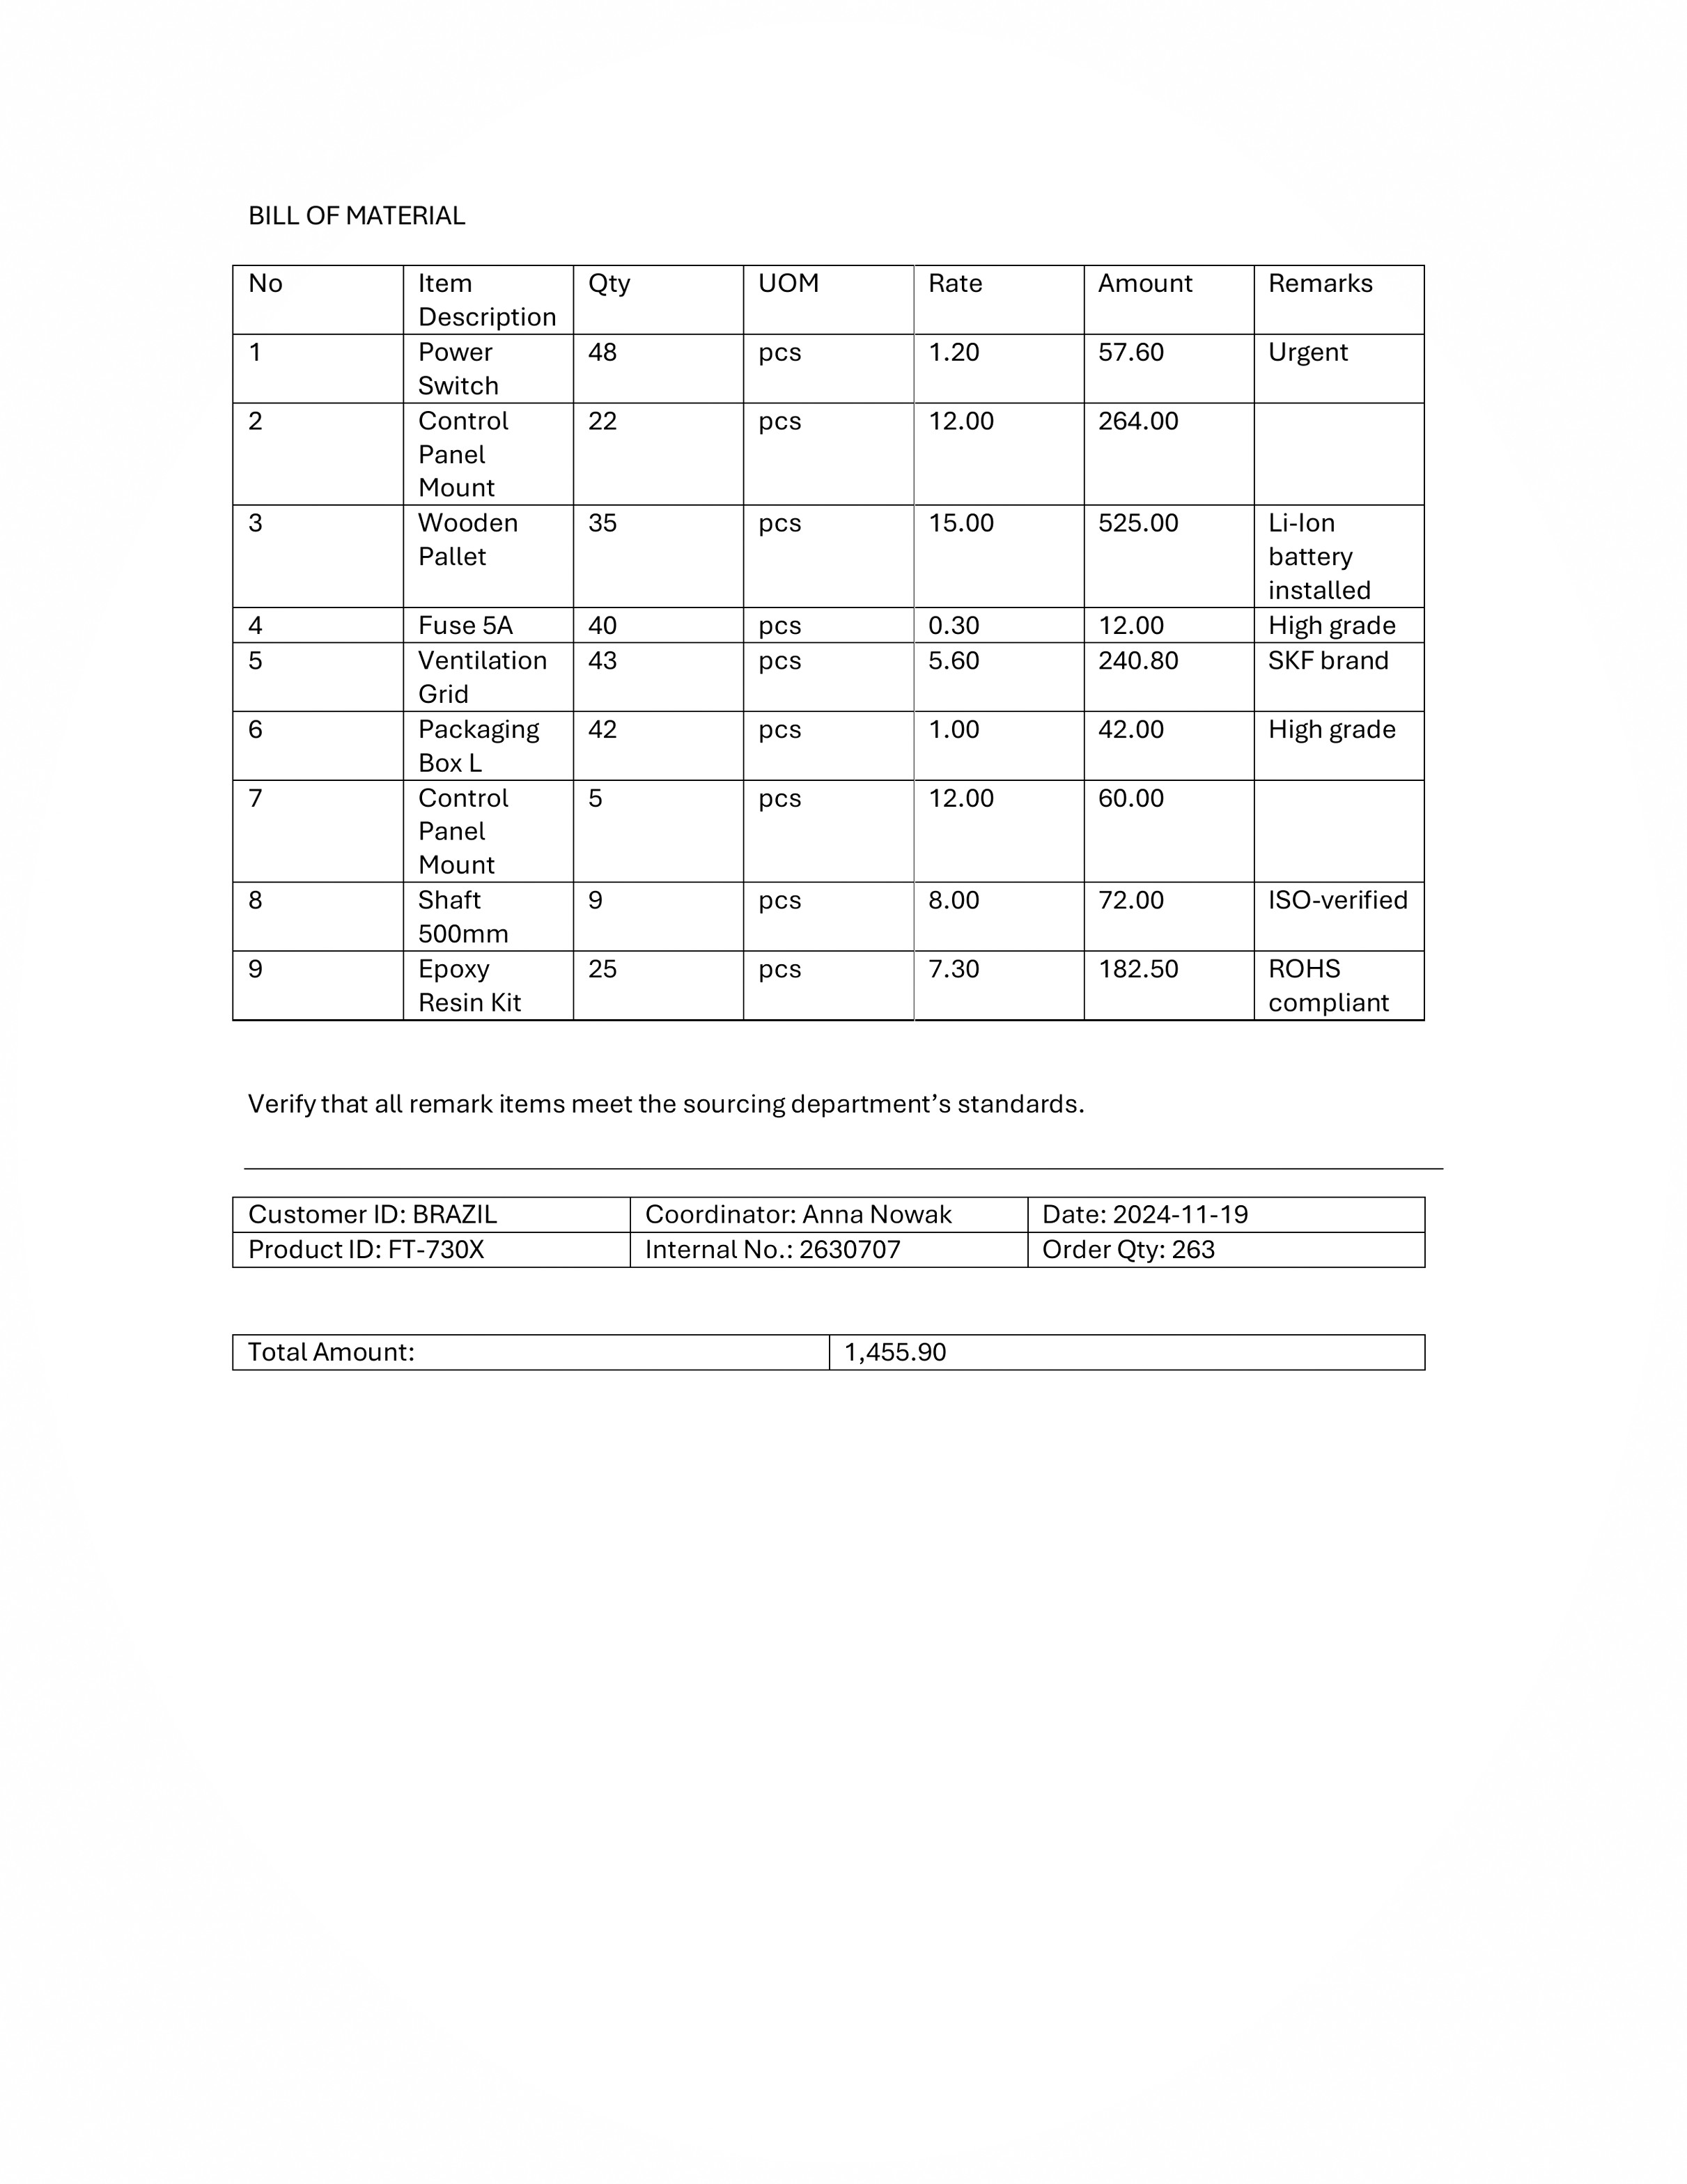 BILL OF MATERIAL
No Item Description Qty UOM Rate Amount Remarks
1 Power Switch 48 pcs 1.20 57.60 Urgent
2 Control Panel Mount 22 pcs 12.00 264.00
3 Wooden Pallet 35 pcs 15.00 525.00 Li-Ion battery installed
4 Fuse 5A 40 pcs 0.30 12.00 High grade
5 Ventilation Grid 43 pcs 5.60 240.80 SKF brand
6 Packaging Box L 42 pcs 1.00 42.00 High grade
7 Control Panel Mount 5 pcs 12.00 60.00
8 Shaft 500mm 9 pcs 8.00 72.00 ISO-verified
9 Epoxy Resin Kit 25 pcs 7.30 182.50 ROHS compliant
Verify that all remark items meet the sourcing department’s standards.
Customer ID: BRAZIL Coordinator: Anna Nowak Date: 2024-11-19
Product ID: FT-730X Internal No.: 2630707 Order Qty: 263
Total Amount: 1,455.90